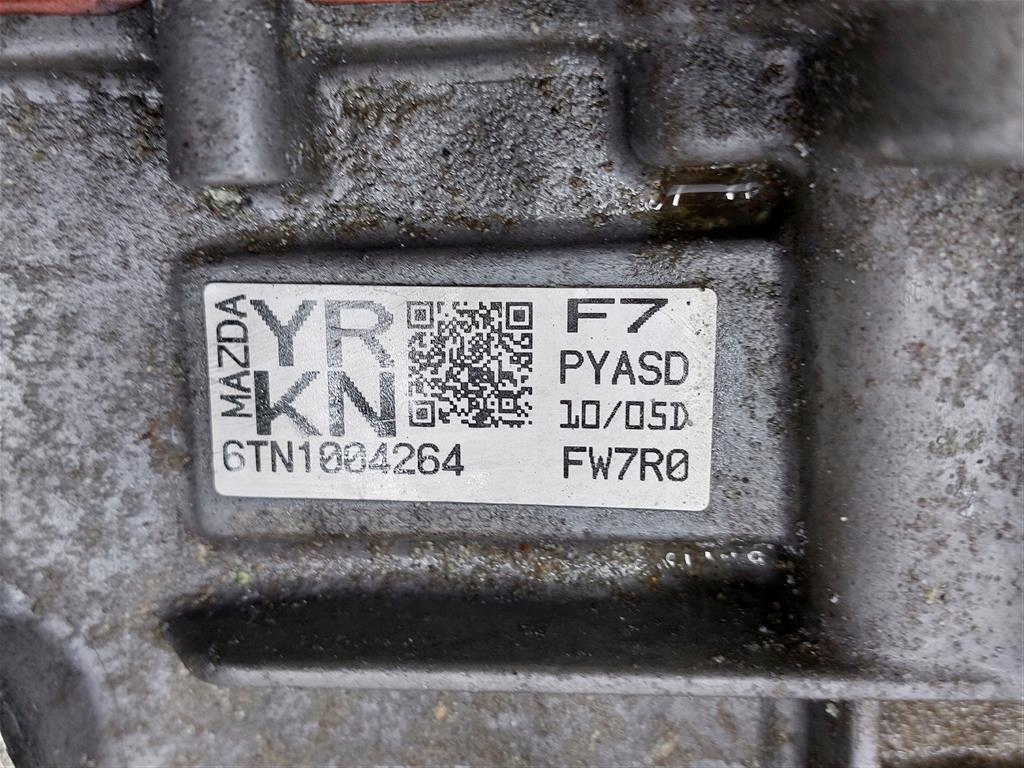 MAZDA
YR
KN
6TN1004264
F7
PYASD
10/05D
FW7R0